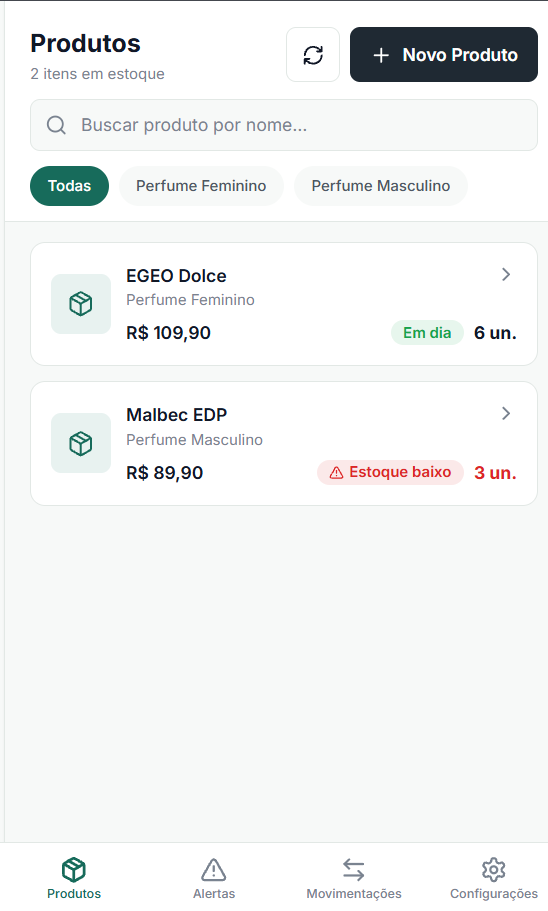 Produtos
2 itens em estoque
Novo Produto
Buscar produto por nome...
Todas
Perfume Feminino
Perfume Masculino
EGEO Dolce
Perfume Feminino
R$ 109,90
Em dia
6 un.
Malbec EDP
Perfume Masculino
R$ 89,90
Estoque baixo
3 un.
Produtos
Alertas
Movimentações
Configurações